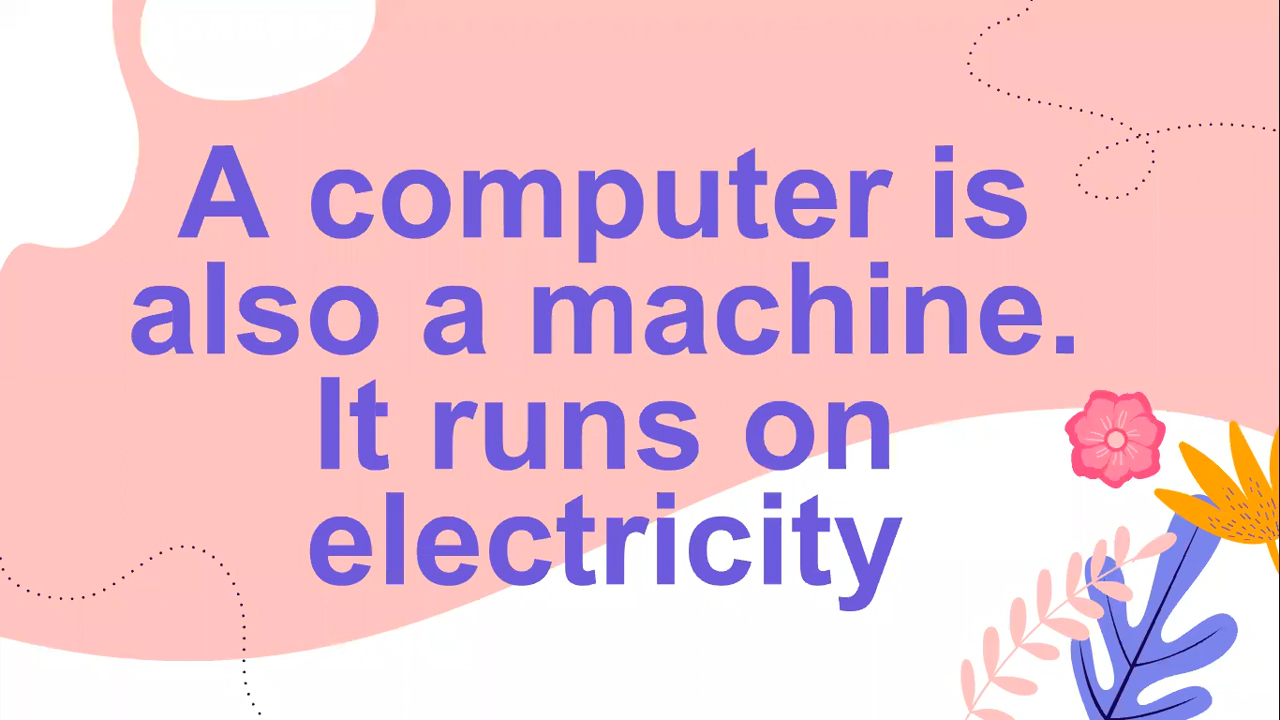 A computer is
also a machine.
It runs on
electricity